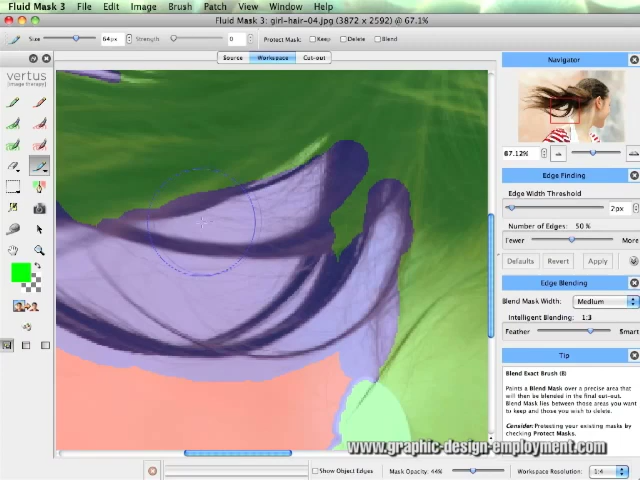 Fluid Mask 3 File Edit Image Brush Patch View Window Help
Fluid Mask 3: girl-hair-04.jpg (3872 x 2592) @ 67.1%
Size 64px Strength 0 Protect Mask: Keep Delete Blend
Source Workspace Cut-out
vertus
[image therapy]
Navigator
67.12%
Edge Finding
Edge Width Threshold
2px
Number of Edges: 50 %
Fewer More
Defaults Revert Apply
Edge Blending
Blend Mask Width: Medium
Intelligent Blending: 1:3
Feather Smart
Tip
Blend Exact Brush (B)
Paints a Blend Mask over a precise area
that will then be blended in the final cut-out.
Blend Mask lies between those areas you want
to keep and those you wish to delete.
Consider: Protecting your existing masks by
checking Protect Masks.
www.graphic-design-employment.com
Show Object Edges Mask Opacity: 44% Workspace Resolution: 1:4